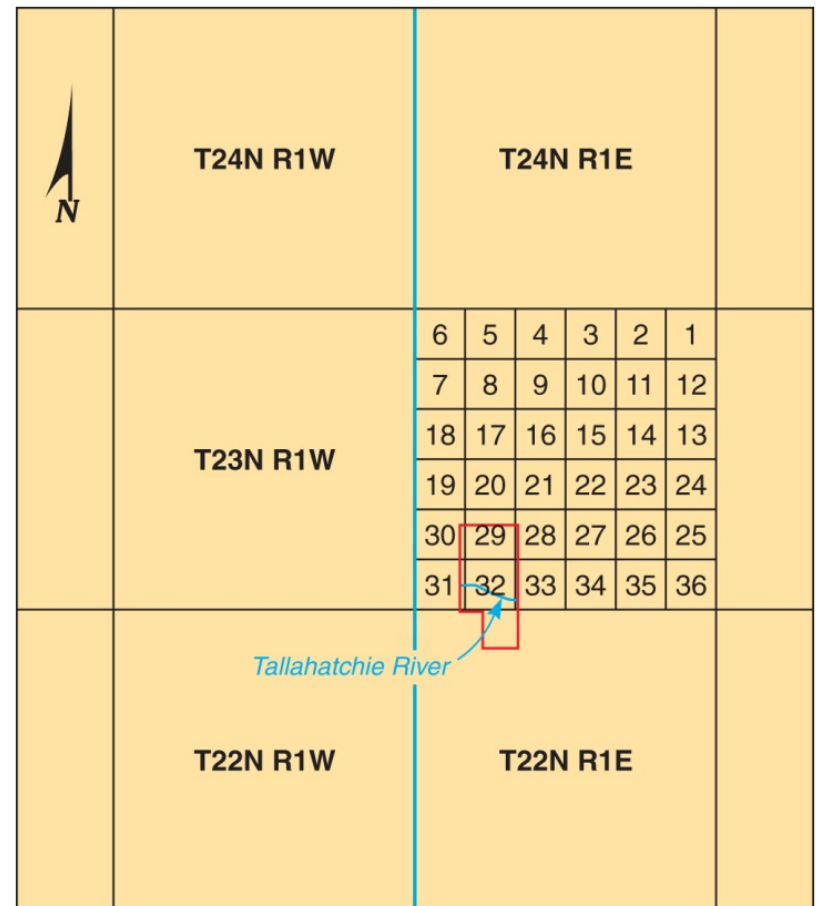 T24N R1W T24N R1E
N
6 5 4 3 2 1
7 8 9 10 11 12
18 17 16 15 14 13
T23N R1W
19 20 21 22 23 24
30 29 28 27 26 25
31 32 33 34 35 36
Tallahatchie River
T22N R1W T22N R1E